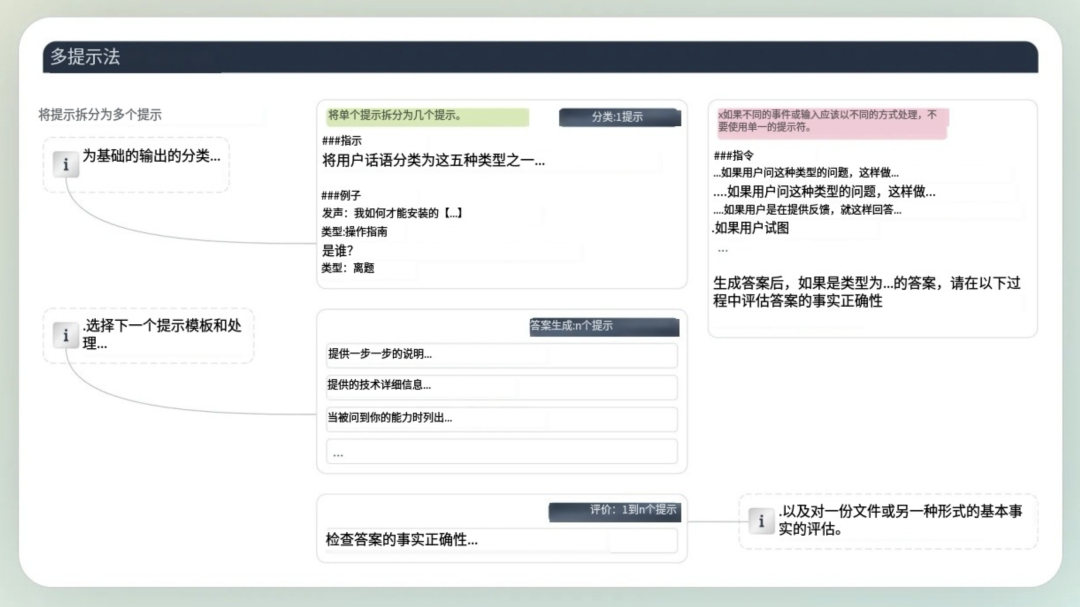 多提示法
将提示拆分为多个提示
为基础的输出的分类...
.选择下一个提示模板和处
理...
将单个提示拆分为几个提示。
分类:1提示
###指示
将用户话语分类为这五种类型之一...
###例子
发声：我如何才能安装的【...】
类型:操作指南
是谁?
类型：离题
答案生成:n个提示
提供一步一步的说明...
提供的技术详细信息...
当被问到你的能力时列出...
...
评价：1到n个提示
检查答案的事实正确性...
x如果不同的事件或输入应该以不同的方式处理，不
要使用单一的提示符。
###指令
...如果用户问这种类型的问题，这样做...
....如果用户问这种类型的问题，这样做...
....如果用户是在提供反馈，就这样回答...
.如果用户试图
...
生成答案后，如果是类型为...的答案，请在以下过
程中评估答案的事实正确性
.以及对一份文件或另一种形式的基本事
实的评估。